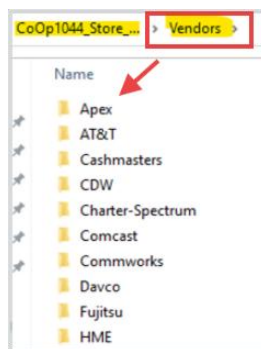 CoOp1044_Store_... > Vendors >
Name
Apex
AT&T
Cashmasters
CDW
Charter-Spectrum
Comcast
Commworks
Davco
Fujitsu
HME